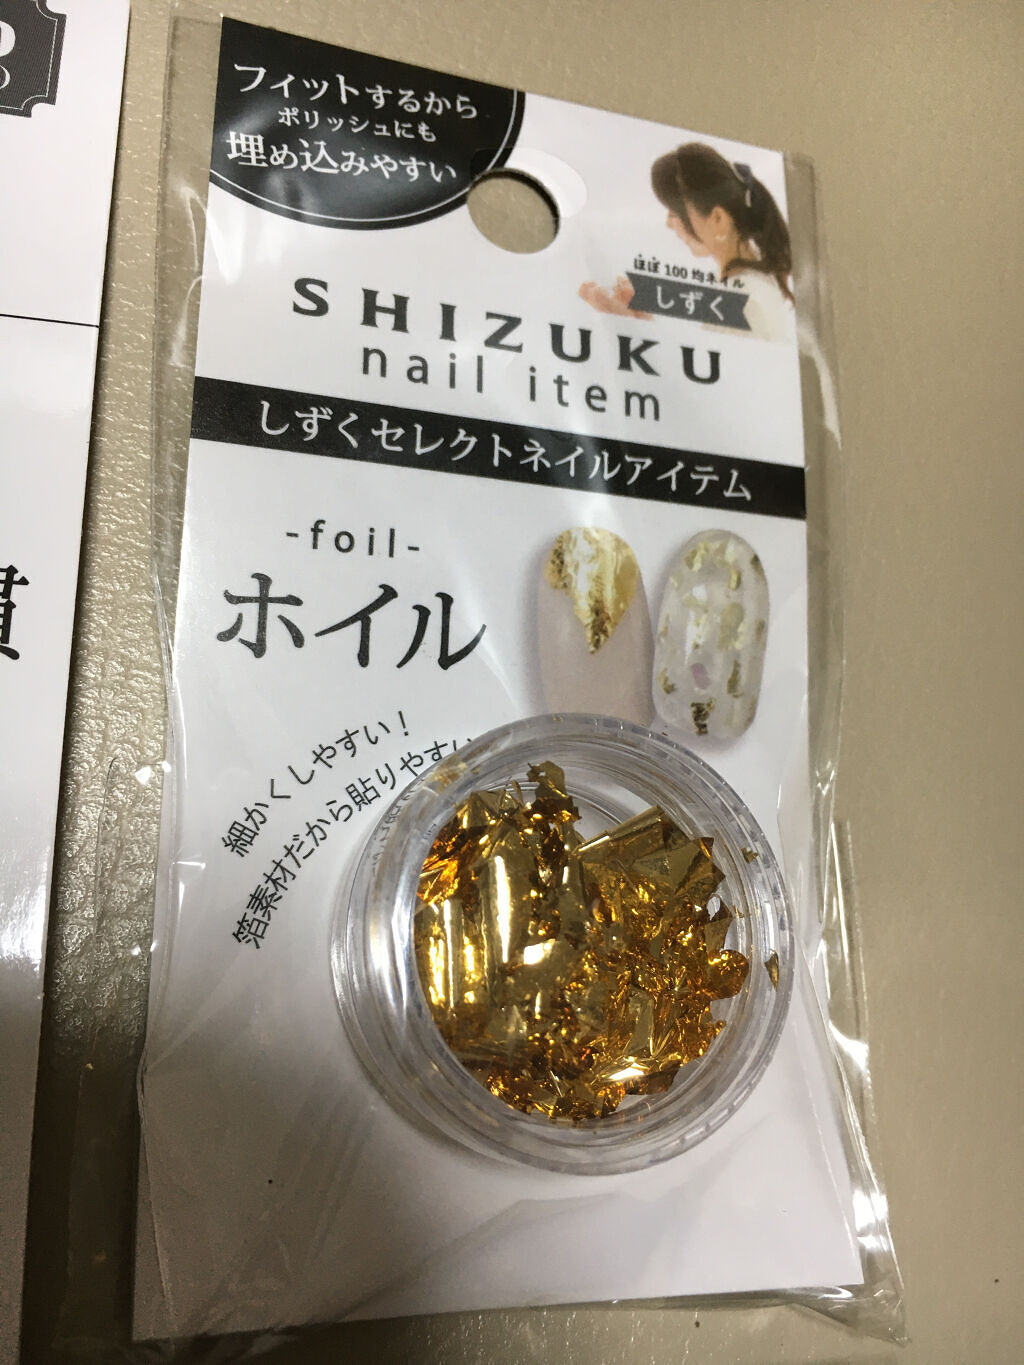 フィットするから
ポリッシュにも
埋め込みやすい
ほぼ100均ネイル
しずく
SHIZUKU
nail item
しずくセレクトネイルアイテム
-foil-
ホイル
細かくしやすい！
箔素材だから貼りやすい